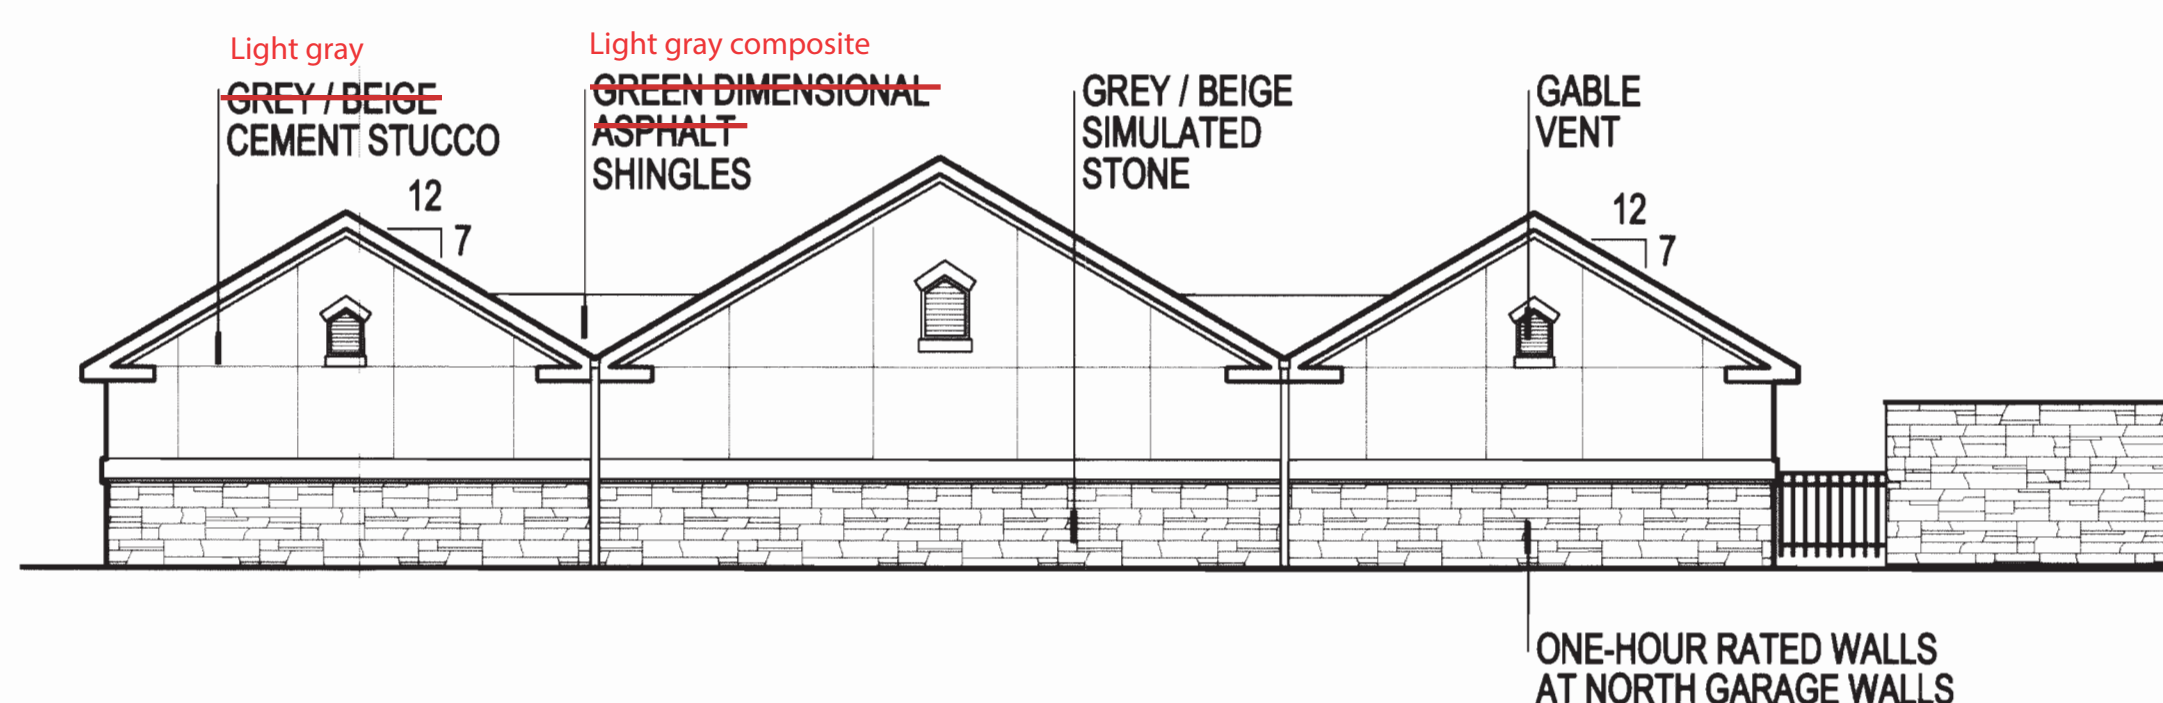 Light gray
GREY / BEIGE
CEMENT STUCCO
Light gray composite
GREEN DIMENSIONAL
ASPHALT
SHINGLES
GREY / BEIGE
SIMULATED
STONE
GABLE
VENT
12
7
12
7
ONE-HOUR RATED WALLS
AT NORTH GARAGE WALLS